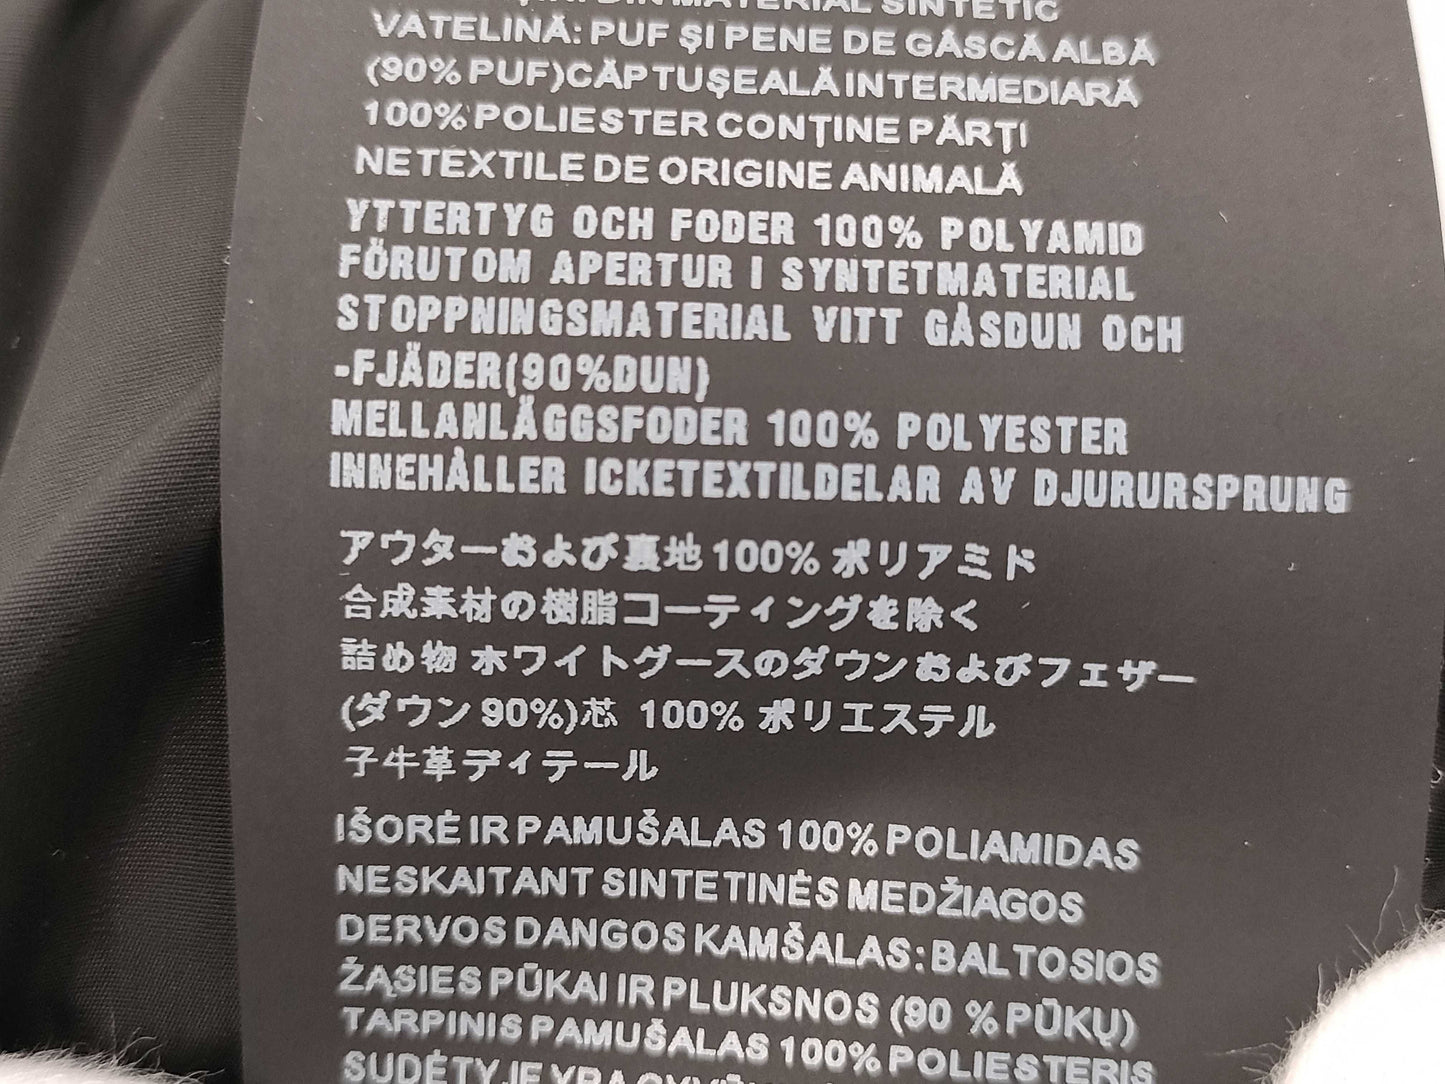 DIN MATERIAL SINTETIC
VATELINĂ: PUF ȘI PENE DE GÂSCĂ ALBĂ
(90% PUF)CĂPTUȘEALĂ INTERMEDIARĂ
100% POLIESTER CONȚINE PĂRȚI
NETEXTILE DE ORIGINE ANIMALĂ
YTTERTYG OCH FODER 100% POLYAMID
FÖRUTOM APERTUR I SYNTETMATERIAL
STOPPNINGSMATERIAL VITT GÅSDUN OCH
-FJÄDER(90%DUN)
MELLANLÄGGSFODER 100% POLYESTER
INNEHÅLLER ICKETEXTILDELAR AV DJURURSPRUNG
アウターおよび裏地 100% ポリアミド
合成素材の樹脂コーティングを除く
詰め物 ホワイトグースのダウンおよびフェザー
(ダウン 90%)芯 100% ポリエステル
子牛革ディテール
IŠORĖ IR PAMUŠALAS 100% POLIAMIDAS
NESKAITANT SINTETINĖS MEDŽIAGOS
DERVOS DANGOS KAMŠALAS: BALTOSIOS
ŽĄSIES PŪKAI IR PLUKSNOS (90 % PŪKŲ)
TARPINIS PAMUŠALAS 100% POLIESTERIS
SUDĖTYJE YRA